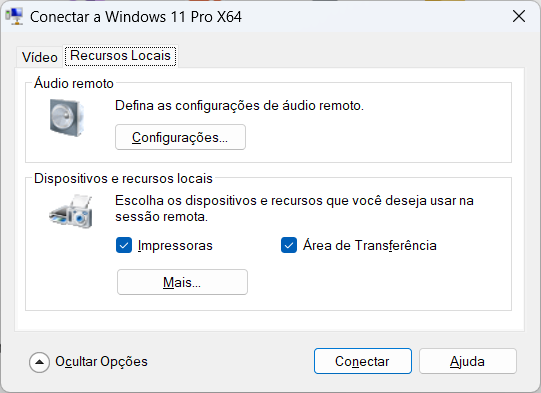 Conectar a Windows 11 Pro X64
Vídeo
Recursos Locais
Áudio remoto
Defina as configurações de áudio remoto.
Configurações...
Dispositivos e recursos locais
Escolha os dispositivos e recursos que você deseja usar na
sessão remota.
Impressoras
Área de Transferência
Mais...
Ocultar Opções
Conectar
Ajuda